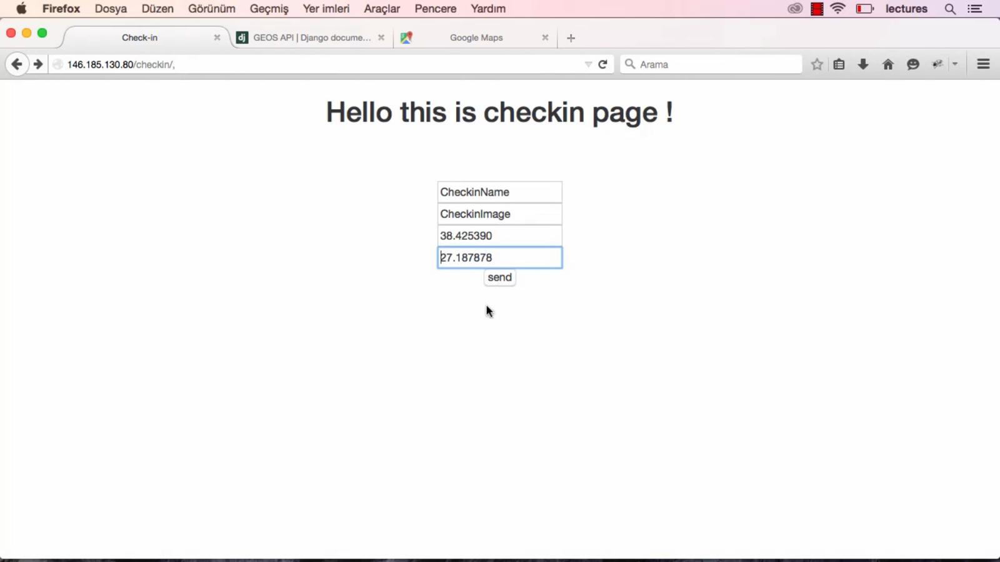 Firefox Dosya Düzen Görünüm Geçmiş Yer imleri Araçlar Pencere Yardım lectures
Check-in GEOS API | Django docume... Google Maps
146.185.130.80/checkin/, Arama
Hello this is checkin page !
CheckinName
CheckinImage
38.425390
27.187878
send